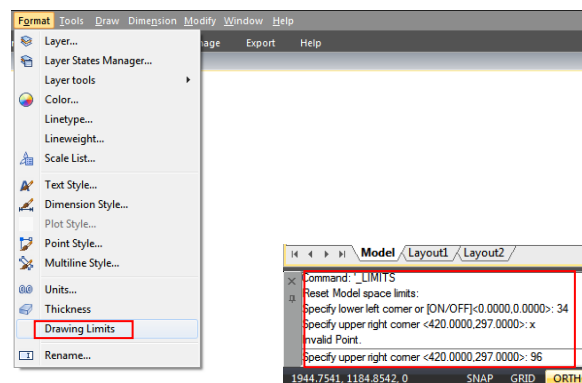 Format Tools Draw Dimension Modify Window Help
age Export Help
Layer...
Layer States Manager...
Layer tools
Color...
Linetype...
Lineweight...
Scale List...
Text Style...
Dimension Style...
Plot Style...
Point Style...
Multiline Style...
Units...
Thickness
Drawing Limits
Rename...
Model Layout1 Layout2
Command: '_LIMITS
Reset Model space limits:
Specify lower left corner or [ON/OFF]<0.0000,0.0000>: 34
Specify upper right corner <420.0000,297.0000>: x
Invalid Point.
Specify upper right corner <420.0000,297.0000>: 96
1944.7541, 1184.8542, 0 SNAP GRID ORTH